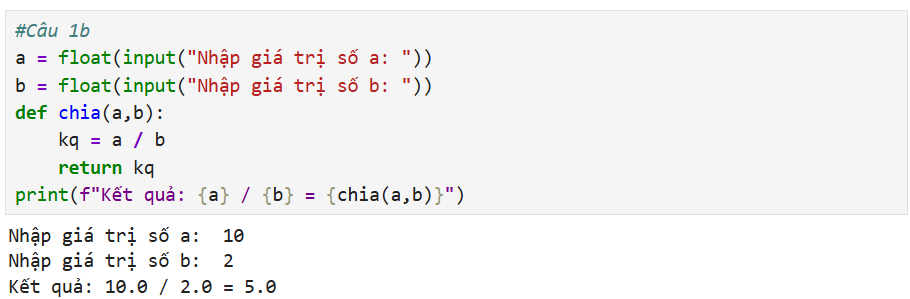 #Câu 1b
a = float(input("Nhập giá trị số a: "))
b = float(input("Nhập giá trị số b: "))
def chia(a,b):
    kq = a / b
    return kq
print(f"Kết quả: {a} / {b} = {chia(a,b)}")
Nhập giá trị số a:  10
Nhập giá trị số b:  2
Kết quả: 10.0 / 2.0 = 5.0